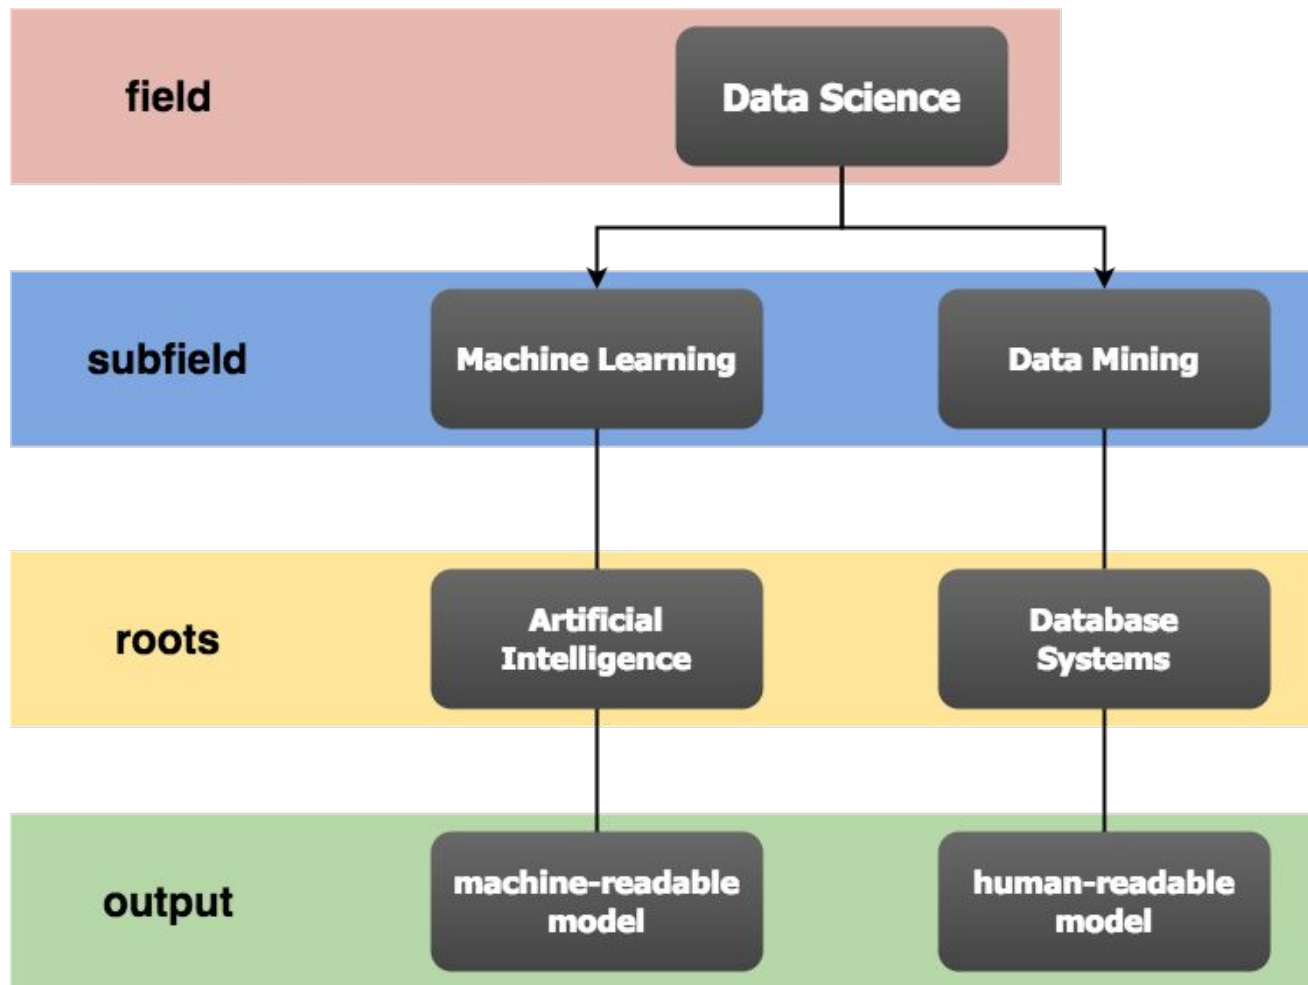 field
Data Science
subfield
Machine Learning
Data Mining
roots
Artificial
Intelligence
Database
Systems
output
machine-readable
model
human-readable
model